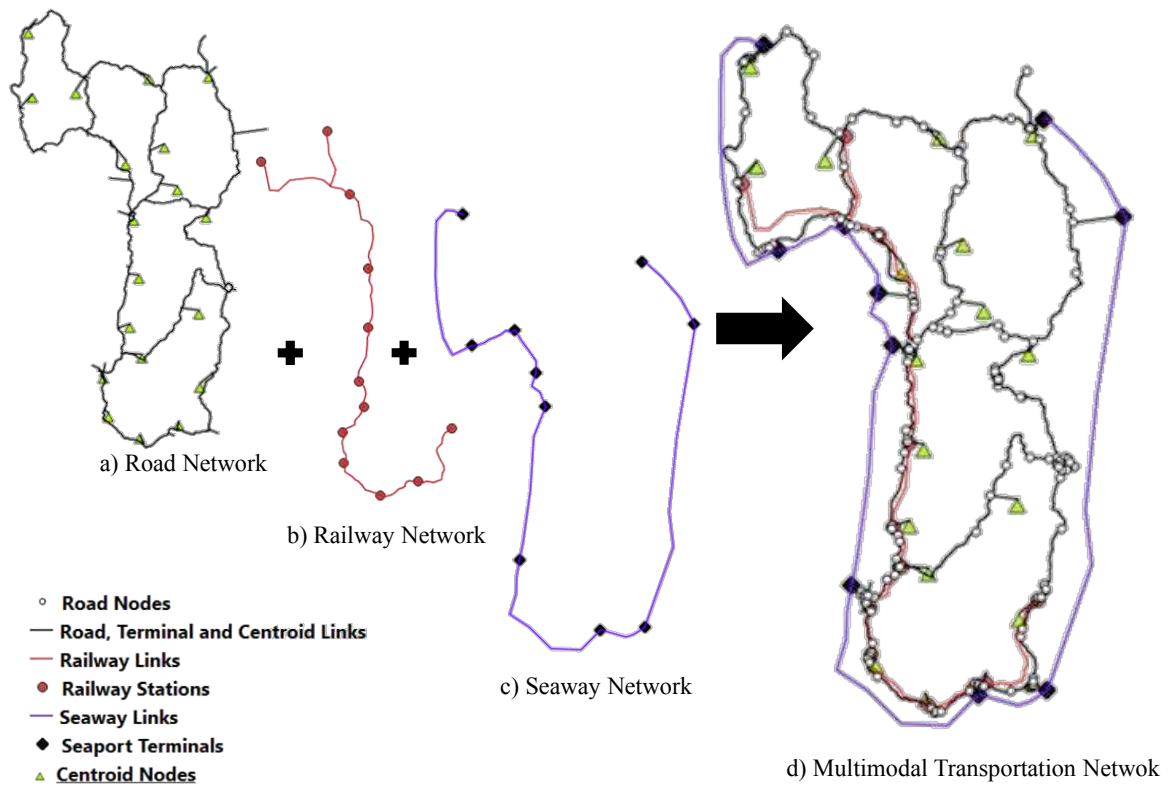 a) Road Network
b) Railway Network
c) Seaway Network
d) Multimodal Transportation Netwok
Road Nodes
Road, Terminal and Centroid Links
Railway Links
Railway Stations
Seaway Links
Seaport Terminals
Centroid Nodes